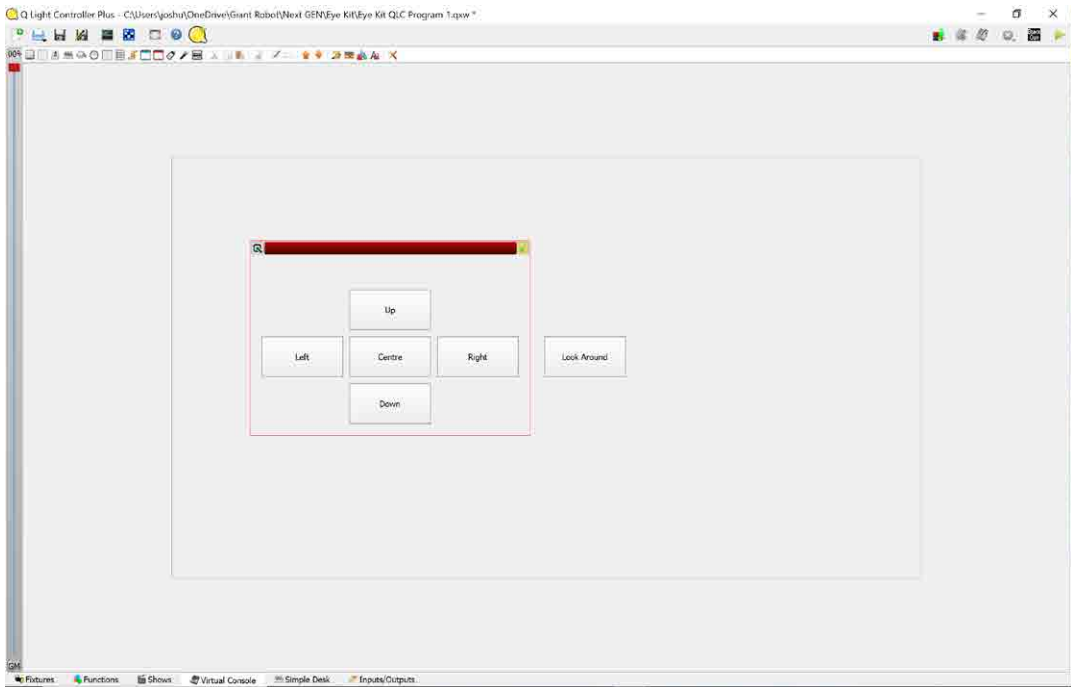 Q Light Controller Plus - C:\Users\joshu\OneDrive\Giant Robot\Next GEN\Eye Kit\Eye Kit QLC Program 1.qxw *
Up
Left Centre Right Look Around
Down
GM
Fixtures Functions Shows Virtual Console Simple Desk Inputs/Outputs